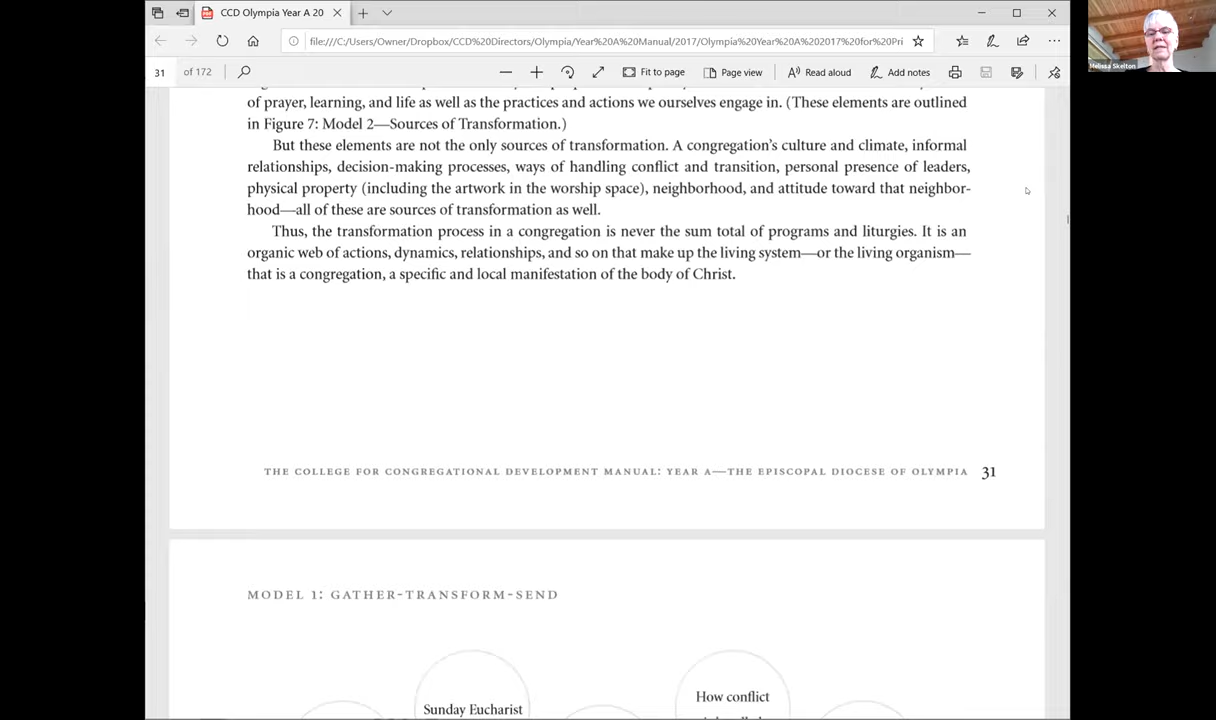 CCD Olympia Year A 20
file:///C:/Users/Owner/Dropbox/CCD%20Directors/Olympia/Year%20A%20Manual/2017/Olympia%20Year%20A%202017%20for%20Pri
31 of 172
Fit to page
Page view
Read aloud
Add notes
Melissa Skelton
of prayer, learning, and life as well as the practices and actions we ourselves engage in. (These elements are outlined
in Figure 7: Model 2—Sources of Transformation.)
But these elements are not the only sources of transformation. A congregation's culture and climate, informal
relationships, decision-making processes, ways of handling conflict and transition, personal presence of leaders,
physical property (including the artwork in the worship space), neighborhood, and attitude toward that neighbor-
hood—all of these are sources of transformation as well.
Thus, the transformation process in a congregation is never the sum total of programs and liturgies. It is an
organic web of actions, dynamics, relationships, and so on that make up the living system—or the living organism—
that is a congregation, a specific and local manifestation of the body of Christ.
THE COLLEGE FOR CONGREGATIONAL DEVELOPMENT MANUAL: YEAR A—THE EPISCOPAL DIOCESE OF OLYMPIA 31
MODEL 1: GATHER-TRANSFORM-SEND
Sunday Eucharist
How conflict